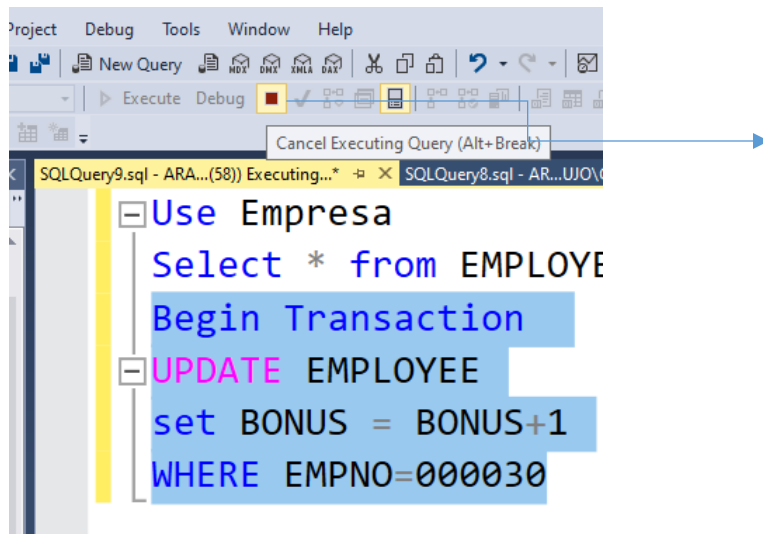 Project Debug Tools Window Help
New Query MDX DMX XMLA DAX
Execute Debug
Cancel Executing Query (Alt+Break)
SQLQuery9.sql - ARA...(58)) Executing...* SQLQuery8.sql - AR...UJO\
Use Empresa
Select * from EMPLOYE
Begin Transaction
UPDATE EMPLOYEE
set BONUS = BONUS+1
WHERE EMPNO=000030